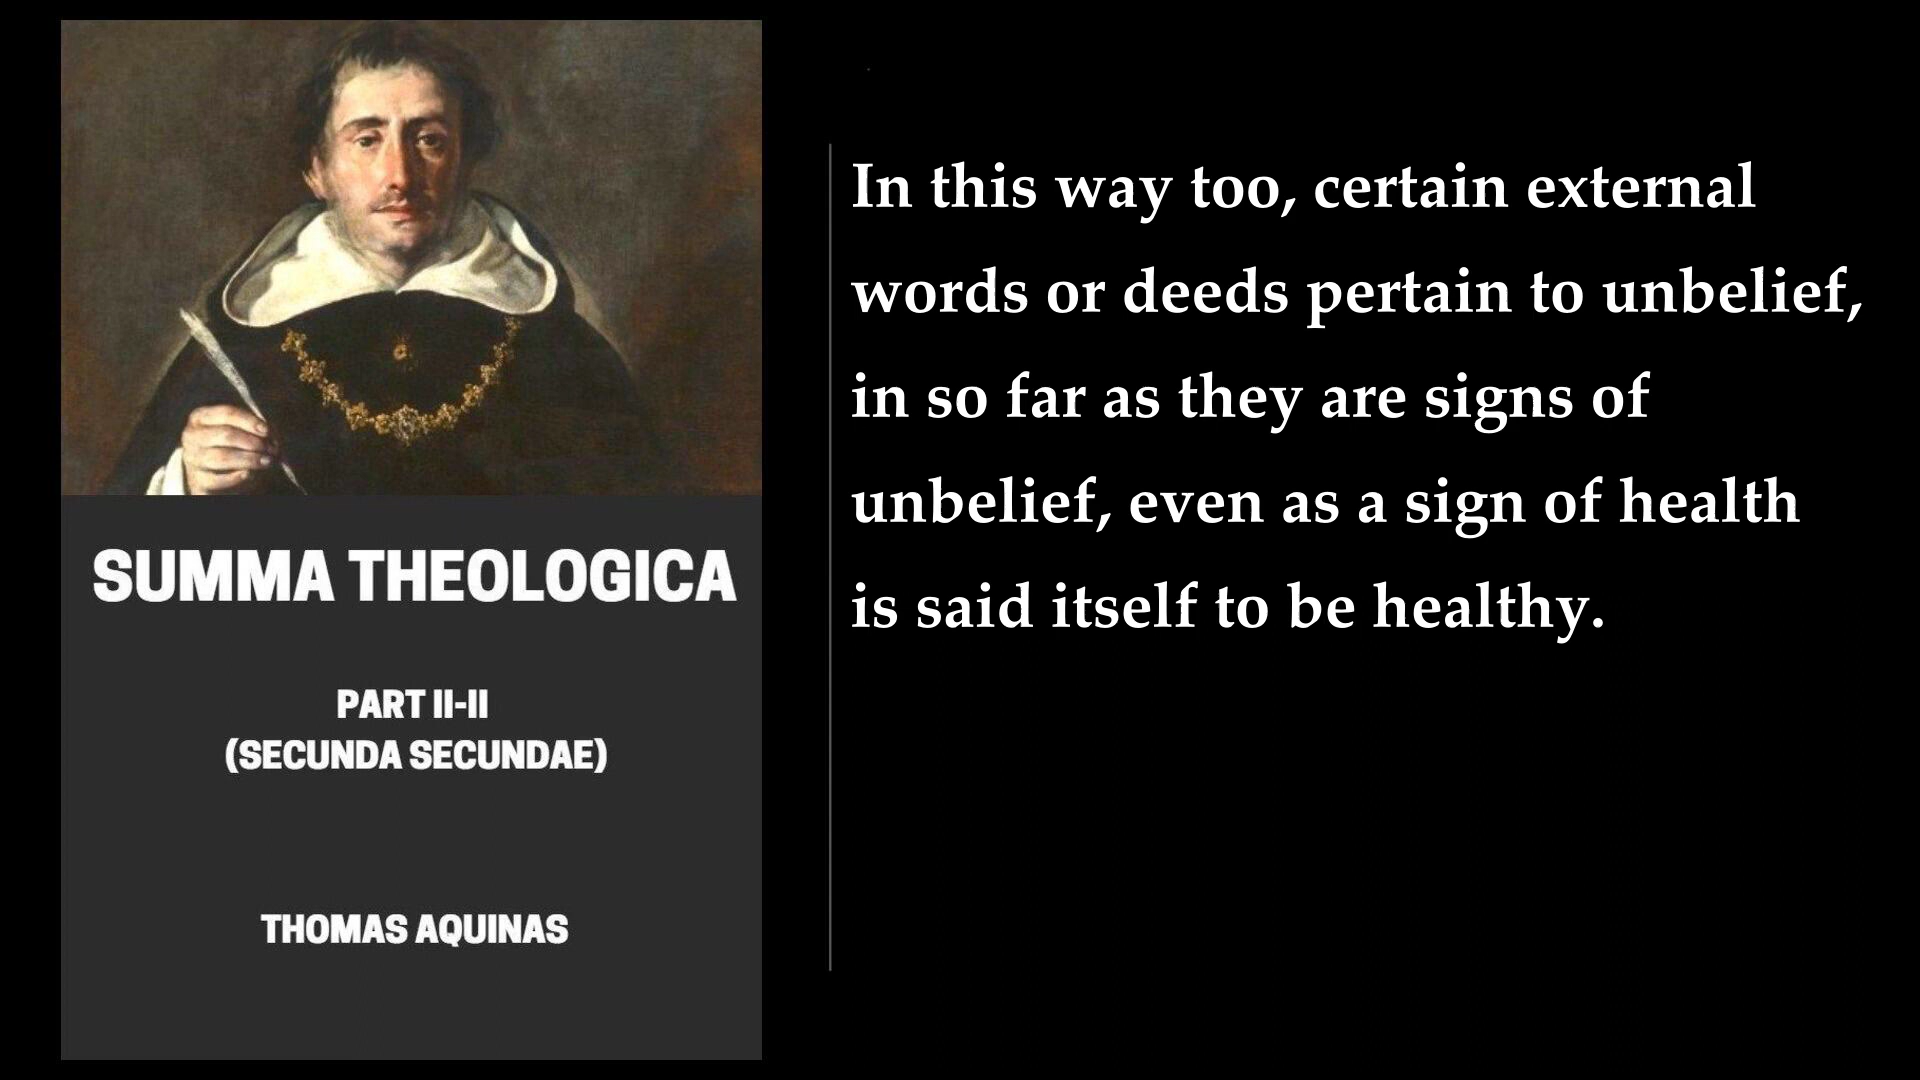 SUMMA THEOLOGICA
PART II-II
(SECUNDA SECUNDAE)
THOMAS AQUINAS
In this way too, certain external
words or deeds pertain to unbelief,
in so far as they are signs of
unbelief, even as a sign of health
is said itself to be healthy.